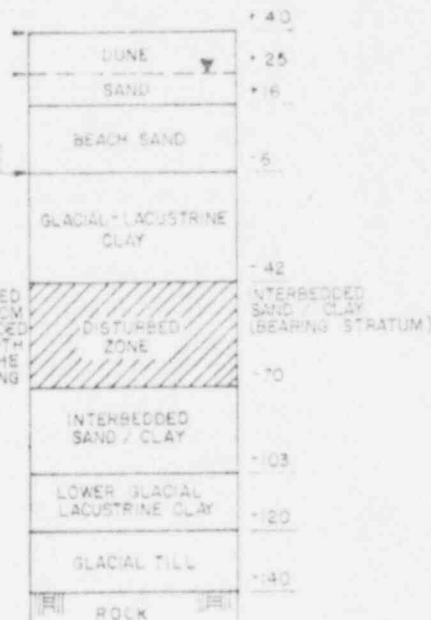 + 40
DUNE
+ 25
SAND
+ 16
BEACH SAND
-6
GLACIAL-LACUSTRINE
CLAY
-42
INTERBEDDED
SAND / CLAY
(BEARING STRATUM)
DISTURBED
ZONE
-70
INTERBEDDED
SAND / CLAY
-103
LOWER GLACIAL
LACUSTRINE CLAY
-120
GLACIAL TILL
-140
ROCK